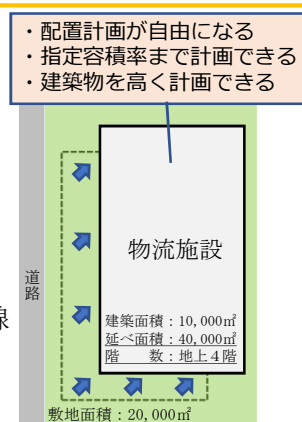 ・配置計画が自由になる
・指定容積率まで計画できる
・建築物を高く計画できる
物流施設
道路
線
建築面積：10,000㎡
延べ面積：40,000㎡
階　　数：地上４階
敷地面積：20,000㎡